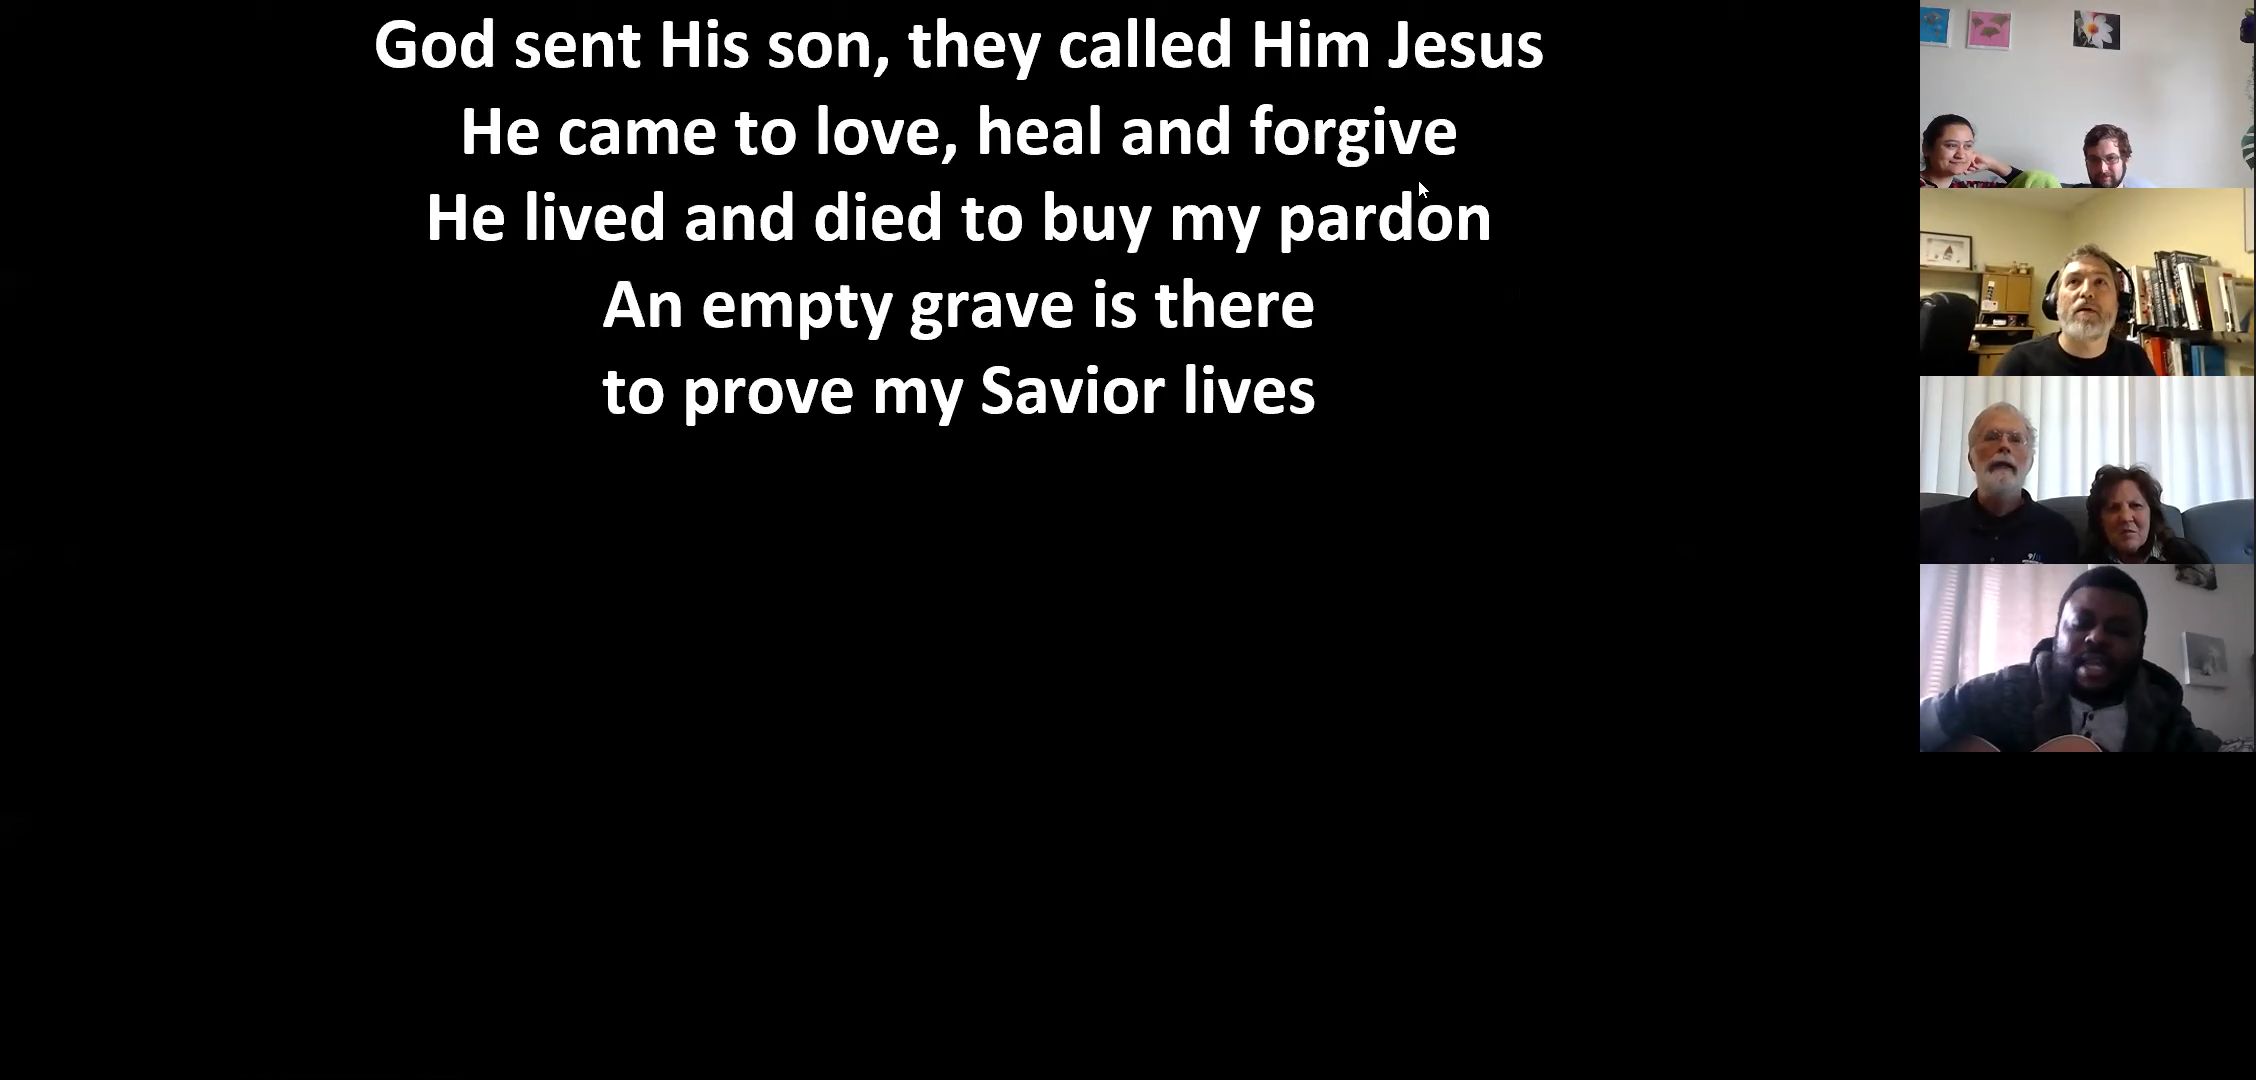 God sent His son, they called Him Jesus
He came to love, heal and forgive
He lived and died to buy my pardon
An empty grave is there
to prove my Savior lives